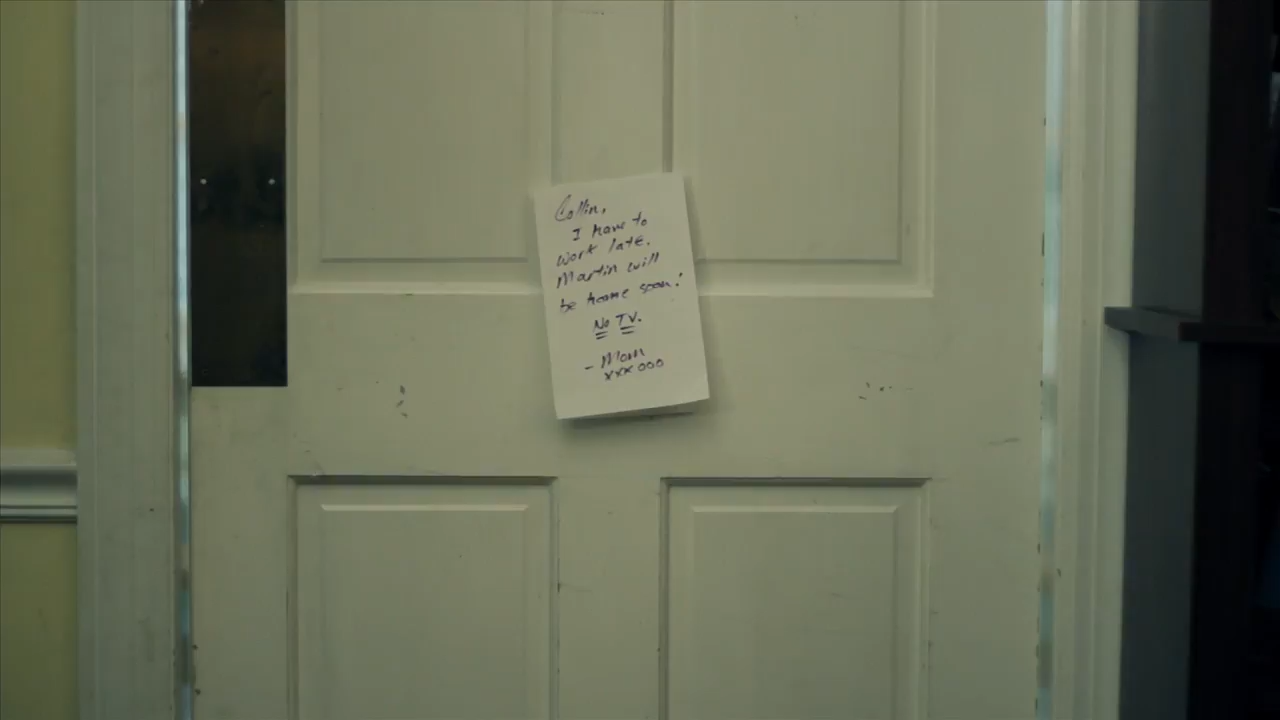 Collin,
I have to
work late.
Martin will
be home soon!
No TV.
- Mom
xxx ooo